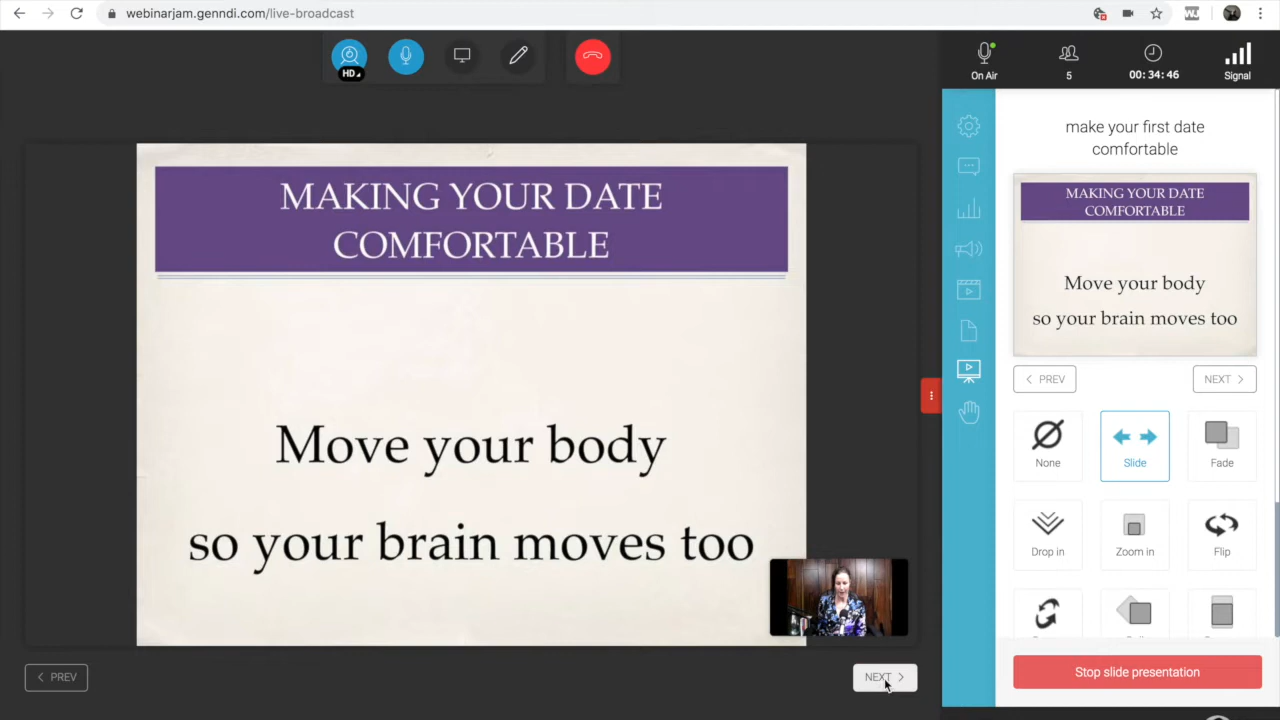 webinarjam.genndi.com/live-broadcast
HD
On Air
5
00:34:46
Signal
MAKING YOUR DATE
COMFORTABLE
Move your body
so your brain moves too
PREV
NEXT
make your first date
comfortable
MAKING YOUR DATE
COMFORTABLE
Move your body
so your brain moves too
PREV
NEXT
None
Slide
Fade
Drop in
Zoom in
Flip
Stop slide presentation